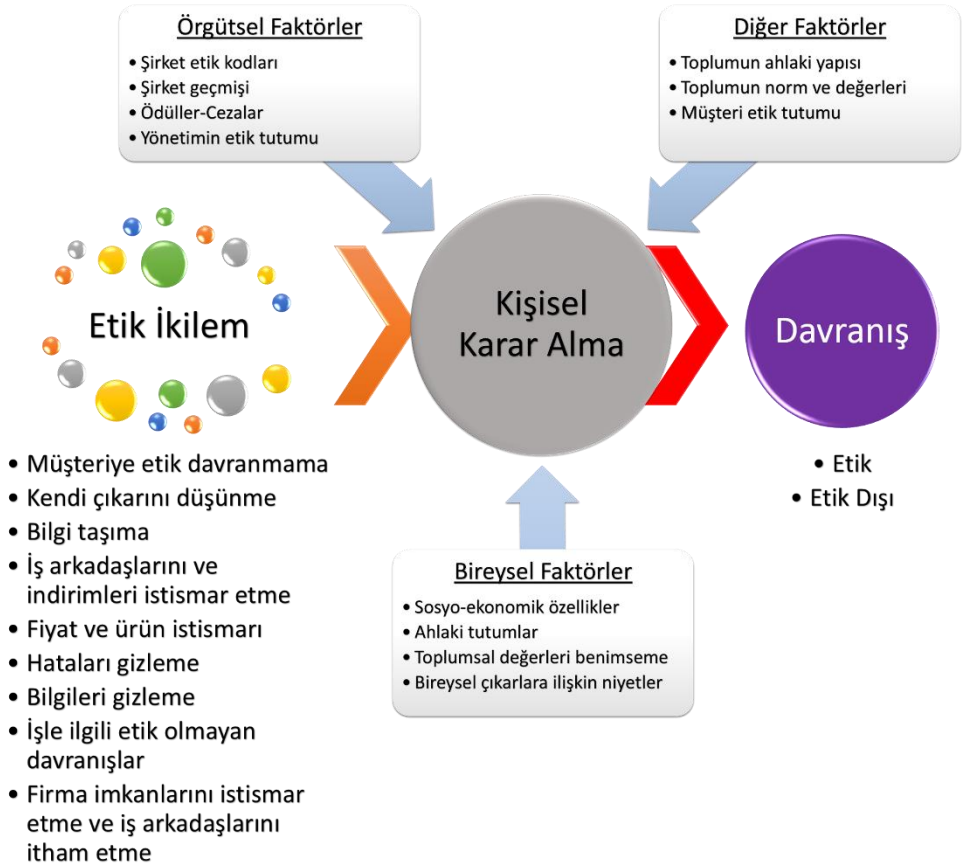 Örgütsel Faktörler
• Şirket etik kodları
• Şirket geçmişi
• Ödüller-Cezalar
• Yönetimin etik tutumu
Diğer Faktörler
• Toplumun ahlaki yapısı
• Toplumun norm ve değerleri
• Müşteri etik tutumu
Etik İkilem
Kişisel
Karar Alma
Davranış
• Müşteriye etik davranmama
• Kendi çıkarını düşünme
• Bilgi taşıma
• İş arkadaşlarını ve
indirimleri istismar etme
• Fiyat ve ürün istismarı
• Hataları gizleme
• Bilgileri gizleme
• İşle ilgili etik olmayan
davranışlar
• Firma imkanlarını istismar
etme ve iş arkadaşlarını
itham etme
• Etik
• Etik Dışı
Bireysel Faktörler
• Sosyo-ekonomik özellikler
• Ahlaki tutumlar
• Toplumsal değerleri benimseme
• Bireysel çıkarlara ilişkin niyetler